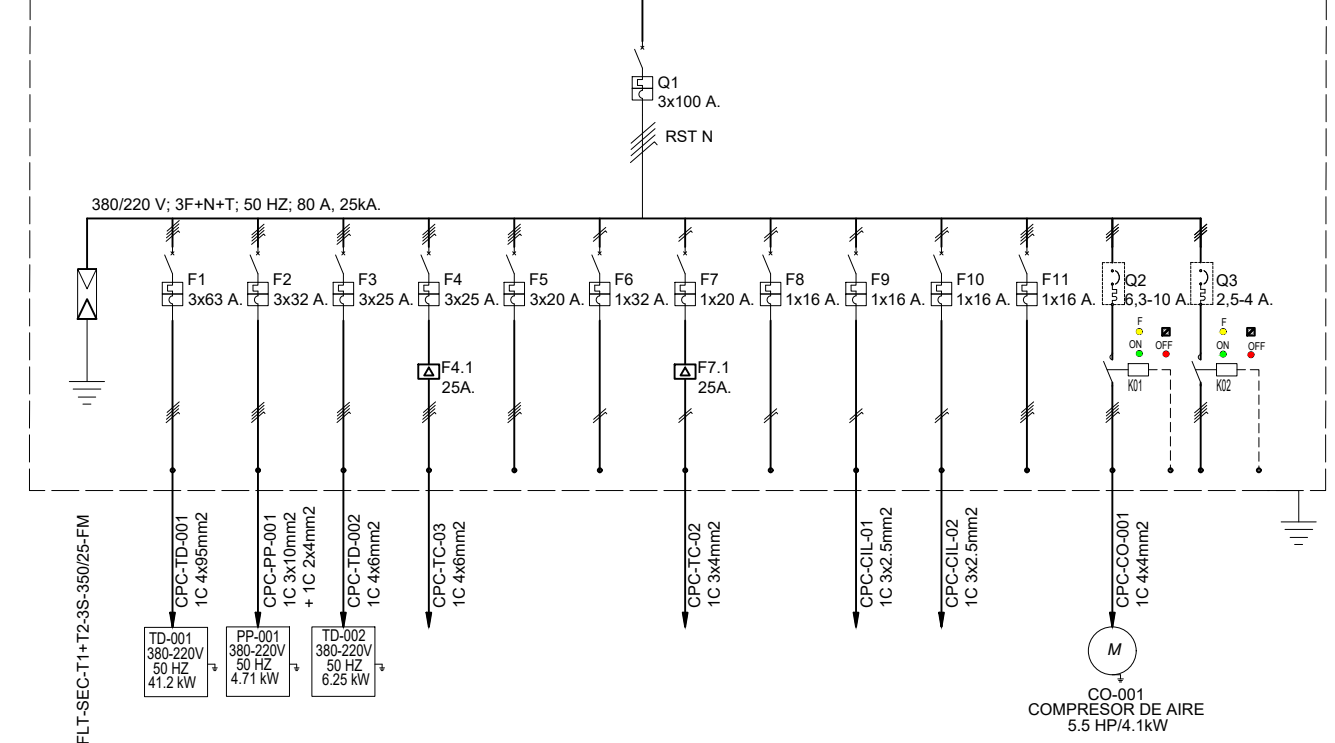 Q1
3x100 A.
RST N
380/220 V; 3F+N+T; 50 HZ; 80 A, 25kA.
F1
3x63 A.
F2
3x32 A.
F3
3x25 A.
F4
3x25 A.
F5
3x20 A.
F6
1x32 A.
F7
1x20 A.
F8
1x16 A.
F9
1x16 A.
F10
1x16 A.
F11
1x16 A.
Q2
6,3-10 A.
Q3
2,5-4 A.
F4.1
25A.
F7.1
25A.
F
ON
OFF
K01
F
ON
OFF
K02
FLT-SEC-T1+T2-3S-350/25-FM
CPC-TD-001
1C 4x95mm2
CPC-PP-001
1C 3x10mm2
+ 1C 2x4mm2
CPC-TD-002
1C 4x6mm2
CPC-TC-03
1C 4x6mm2
CPC-TC-02
1C 3x4mm2
CPC-CIL-01
1C 3x2.5mm2
CPC-CIL-02
1C 3x2.5mm2
CPC-CO-001
1C 4x4mm2
TD-001
380-220V
50 HZ
41.2 kW
PP-001
380-220V
50 HZ
4.71 kW
TD-002
380-220V
50 HZ
6.25 kW
M
CO-001
COMPRESOR DE AIRE
5.5 HP/4.1kW